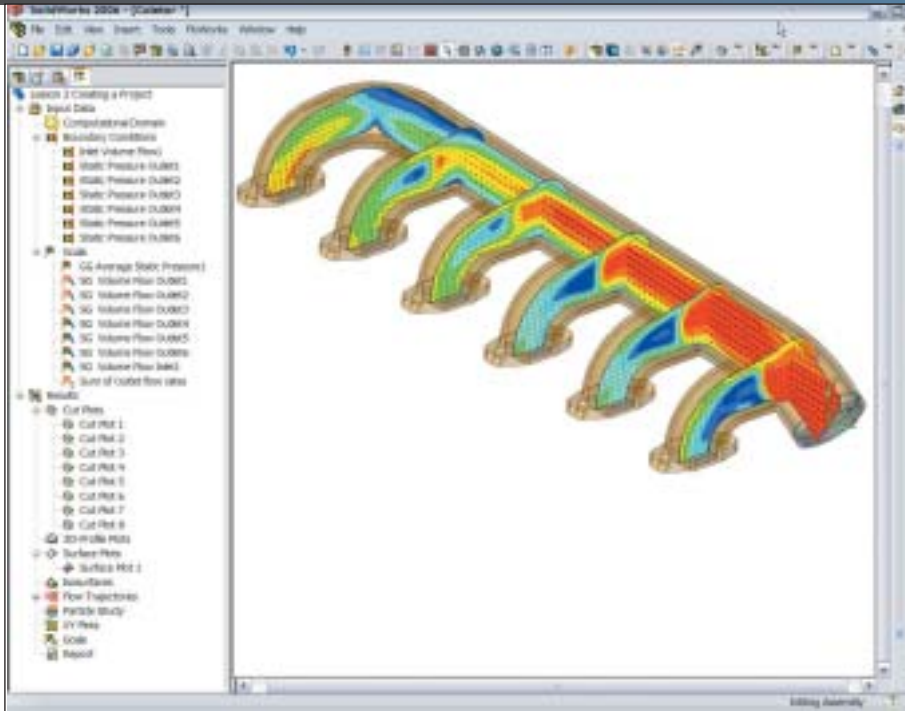 SolidWorks 2006 - [Coletor *]
File Edit View Insert Tools FloWorks Window Help
Lesson 2 Creating a Project
Input Data
Computational Domain
Boundary Conditions
Inlet Volume Flow1
Static Pressure Outlet1
Static Pressure Outlet2
Static Pressure Outlet3
Static Pressure Outlet4
Static Pressure Outlet5
Static Pressure Outlet6
Goals
GG Average Static Pressure1
SG Volume Flow Outlet1
SG Volume Flow Outlet2
SG Volume Flow Outlet3
SG Volume Flow Outlet4
SG Volume Flow Outlet5
SG Volume Flow Outlet6
SG Volume Flow Inlet1
Sum of outlet flow rates
Results
Cut Plots
Cut Plot 1
Cut Plot 2
Cut Plot 3
Cut Plot 4
Cut Plot 5
Cut Plot 6
Cut Plot 7
Cut Plot 8
3D-Profile Plots
Surface Plots
Surface Plot 1
Isosurfaces
Flow Trajectories
Particle Study
XY Plots
Goals
Report
Editing Assembly